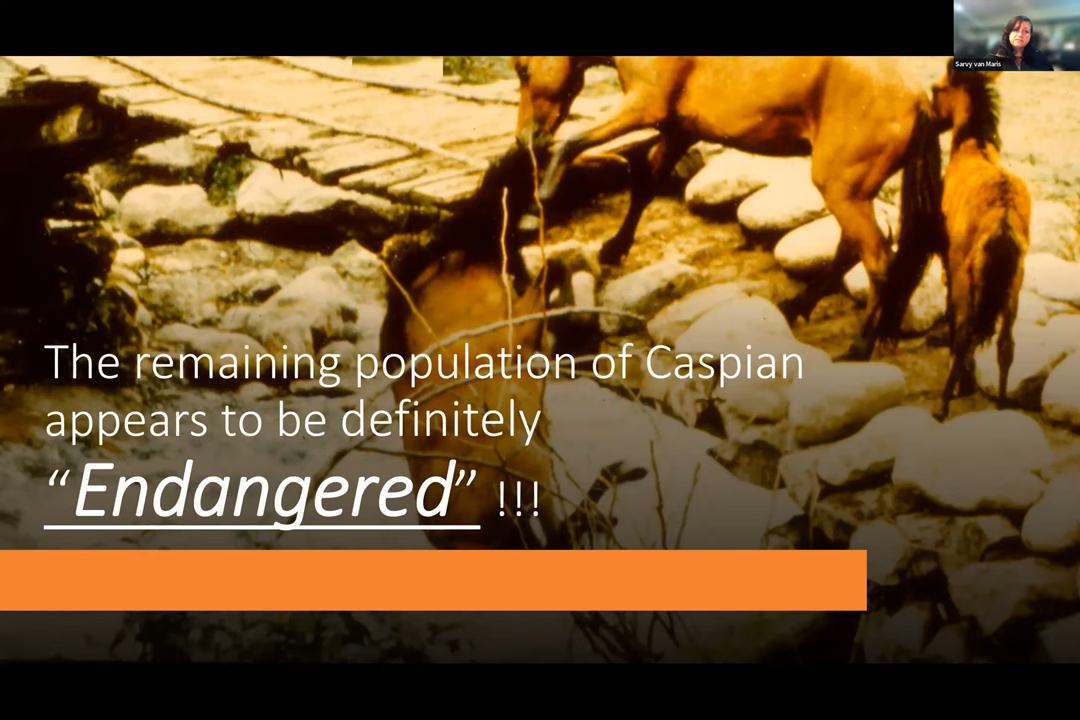 Sarvy van Maris
The remaining population of Caspian
appears to be definitely
“Endangered” !!!